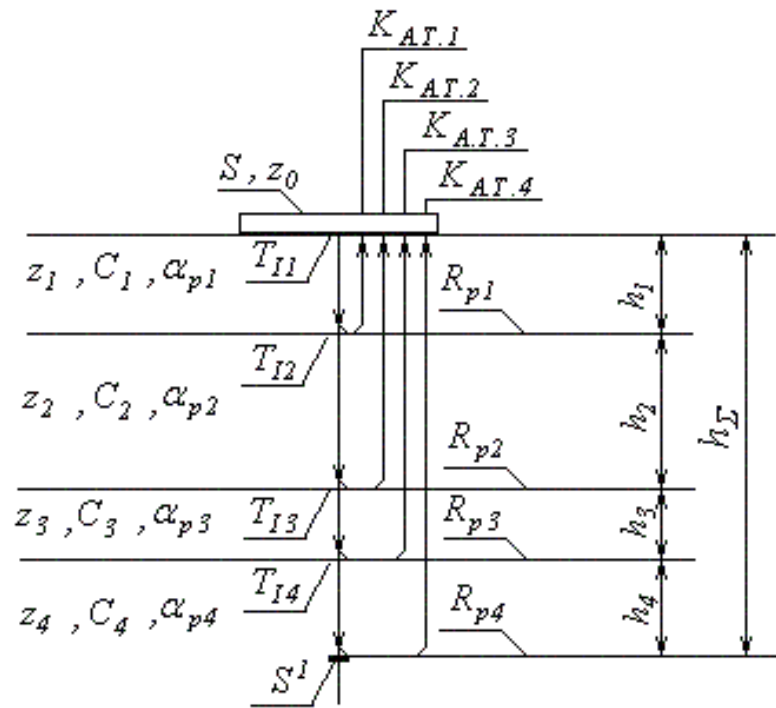 K_{A.T.1}
K_{A.T.2}
K_{A.T.3}
S, z_0
K_{A.T.4}
z_1 , C_1 , α_{p1}
T_{I1}
R_{p1}
h_1
T_{I2}
z_2 , C_2 , α_{p2}
h_2
h_Σ
R_{p2}
z_3 , C_3 , α_{p3}
T_{I3}
R_{p3}
h_3
T_{I4}
z_4 , C_4 , α_{p4}
R_{p4}
h_4
S^1